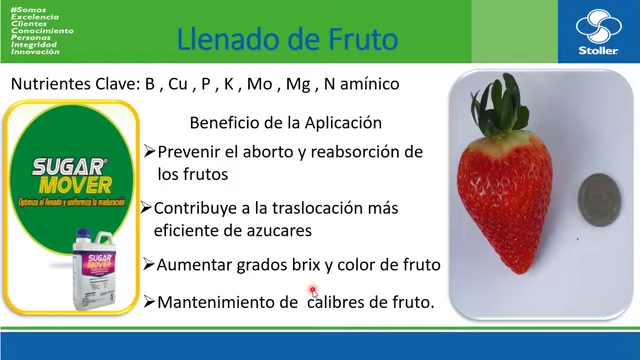 #Somos
Excelencia
Clientes
Conocimiento
Personas
Integridad
Innovación
Llenado de Fruto
Stoller
Nutrientes Clave: B , Cu , P , K , Mo , Mg , N amínico
SUGAR
MOVER
Optimiza el llenado y uniformiza la maduración
SUGAR
MOVER
Beneficio de la Aplicación
➢Prevenir el aborto y reabsorción de
los frutos
➢Contribuye a la traslocación más
eficiente de azucares
➢Aumentar grados brix y color de fruto
➢Mantenimiento de calibres de fruto.